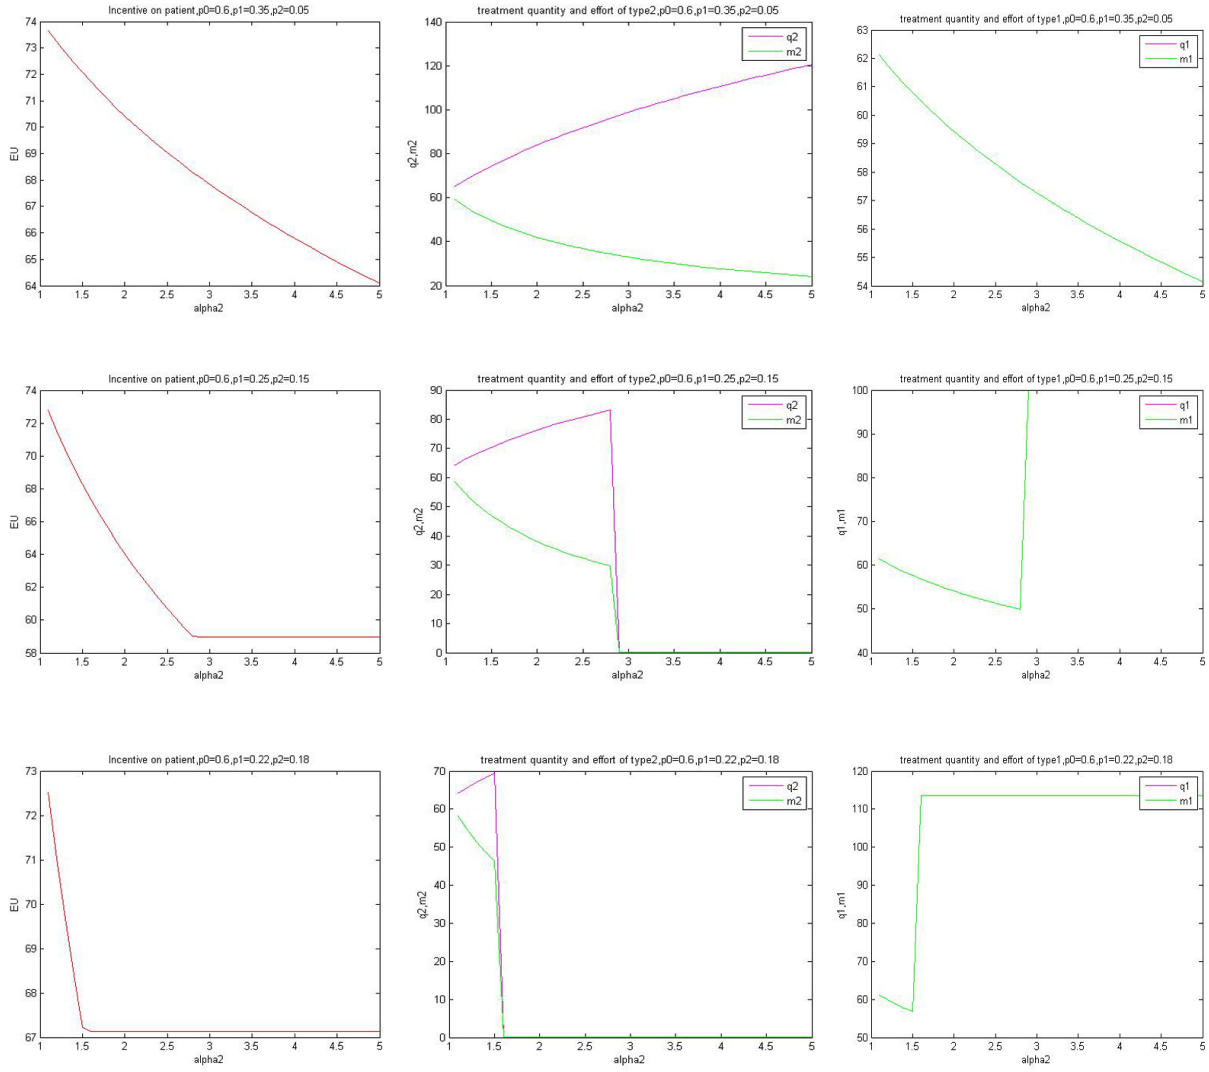 Incentive on patient,p0=0.6,p1=0.35,p2=0.05
74
73
72
71
70
69
68
67
66
65
64
EU
1 1.5 2 2.5 3 3.5 4 4.5 5
alpha2
treatment quantity and effort of type2,p0=0.6,p1=0.35,p2=0.05
140
120
100
80
60
40
20
q2,m2
q2
m2
1 1.5 2 2.5 3 3.5 4 4.5 5
alpha2
treatment quantity and effort of type1,p0=0.6,p1=0.35,p2=0.05
63
62
61
60
59
58
57
56
55
54
q1,m1
q1
m1
1 1.5 2 2.5 3 3.5 4 4.5 5
alpha2
Incentive on patient,p0=0.6,p1=0.25,p2=0.15
74
72
70
68
66
64
62
60
58
EU
1 1.5 2 2.5 3 3.5 4 4.5 5
alpha2
treatment quantity and effort of type2,p0=0.6,p1=0.25,p2=0.15
90
80
70
60
50
40
30
20
10
0
q2,m2
q2
m2
1 1.5 2 2.5 3 3.5 4 4.5 5
alpha2
treatment quantity and effort of type1,p0=0.6,p1=0.25,p2=0.15
100
90
80
70
60
50
40
q1,m1
q1
m1
1 1.5 2 2.5 3 3.5 4 4.5 5
alpha2
Incentive on patient,p0=0.6,p1=0.22,p2=0.18
73
72
71
70
69
68
67
EU
1 1.5 2 2.5 3 3.5 4 4.5 5
alpha2
treatment quantity and effort of type2,p0=0.6,p1=0.22,p2=0.18
70
60
50
40
30
20
10
0
q2,m2
q2
m2
1 1.5 2 2.5 3 3.5 4 4.5 5
alpha2
treatment quantity and effort of type1,p0=0.6,p1=0.22,p2=0.18
120
110
100
90
80
70
60
50
q1,m1
q1
m1
1 1.5 2 2.5 3 3.5 4 4.5 5
alpha2